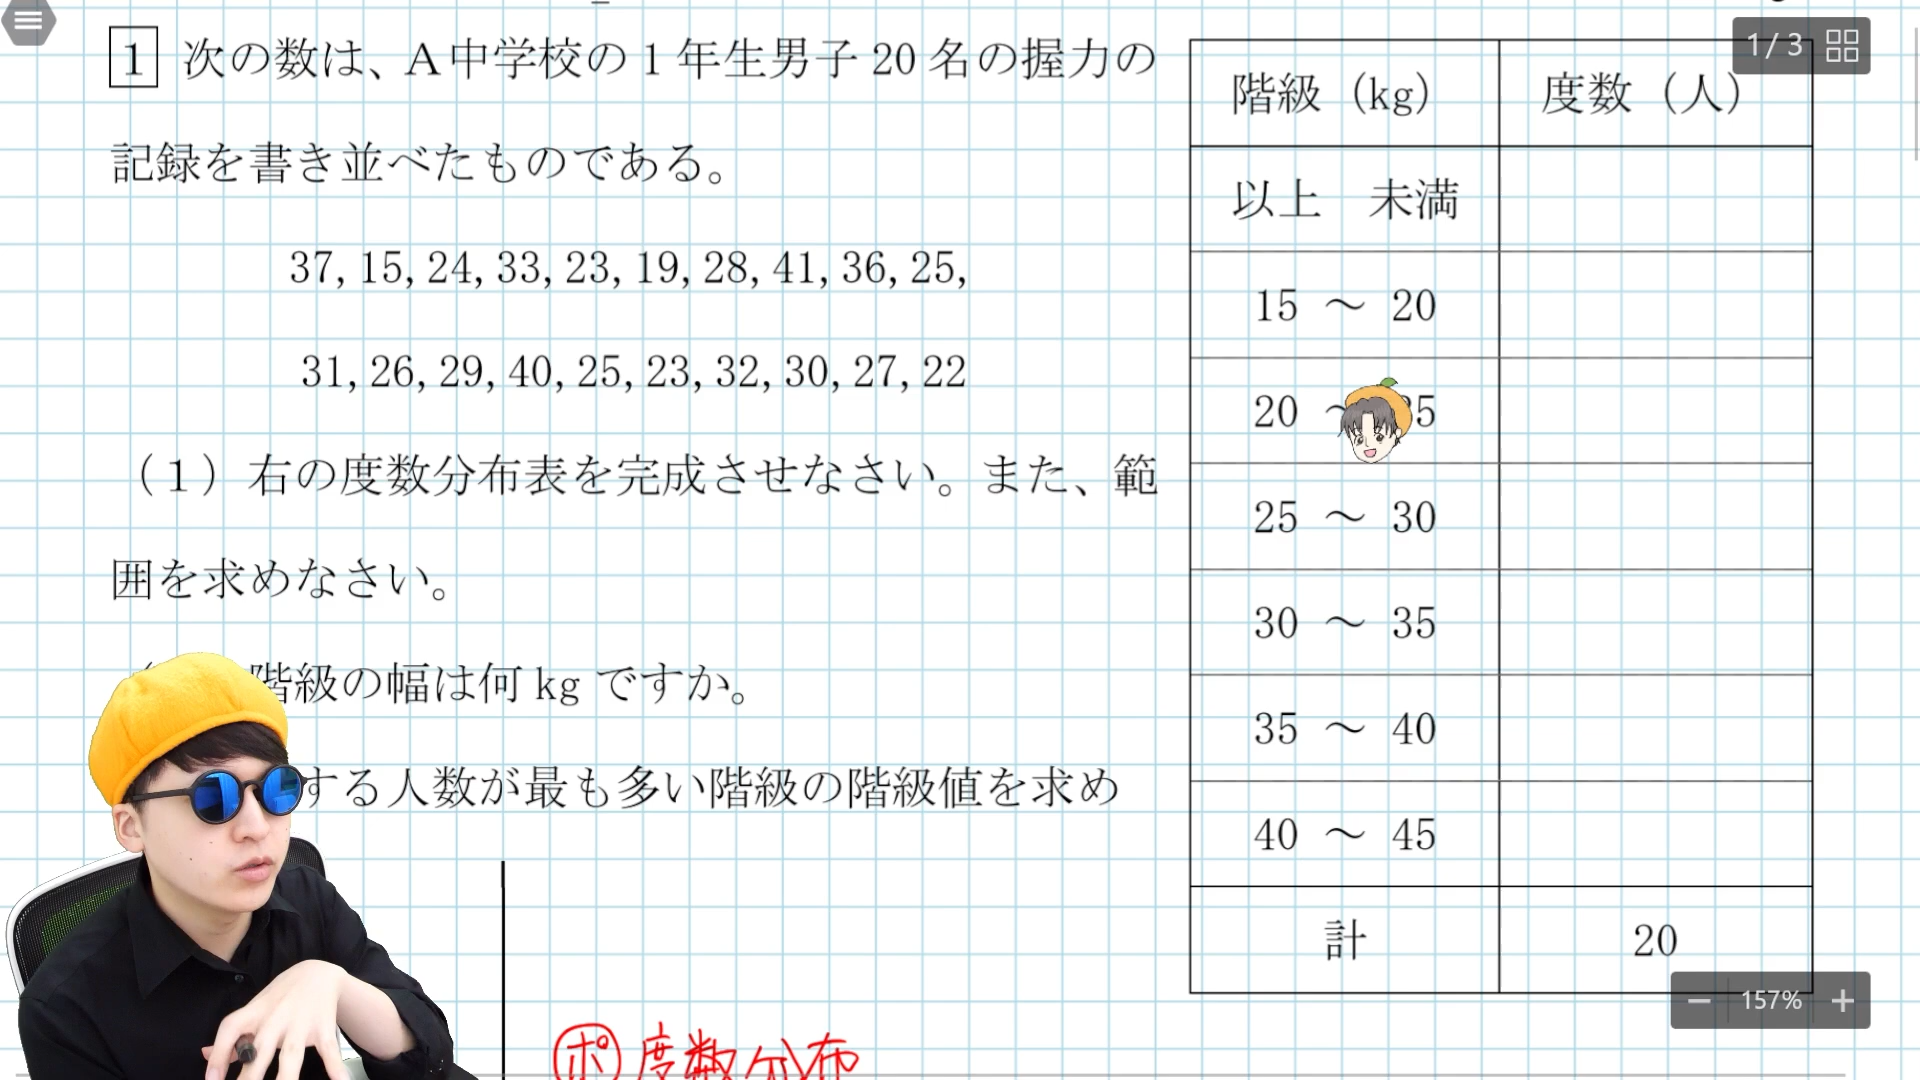 1 次の数は、A中学校の1年生男子20名の握力の
記録を書き並べたものである。
37, 15, 24, 33, 23, 19, 28, 41, 36, 25,
31, 26, 29, 40, 25, 23, 32, 30, 27, 22
（1）右の度数分布表を完成させなさい。また、範
囲を求めなさい。
階級の幅は何kgですか。
する人数が最も多い階級の階級値を求め
ポ 度数分布
1/3
階級（kg） 度数（人）
以上 未満
15 ～ 20
20 ～ 5
25 ～ 30
30 ～ 35
35 ～ 40
40 ～ 45
計 20
157%